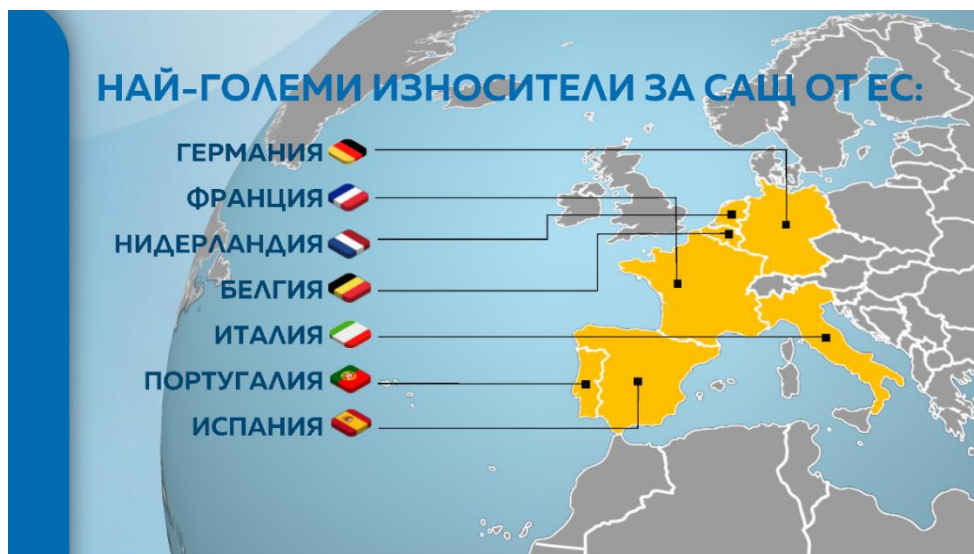 НАЙ-ГОЛЕМИ ИЗНОСИТЕЛИ ЗА САЩ ОТ ЕС:
ГЕРМАНИЯ
ФРАНЦИЯ
НИДЕРЛАНДИЯ
БЕЛГИЯ
ИТАЛИЯ
ПОРТУГАЛИЯ
ИСПАНИЯ